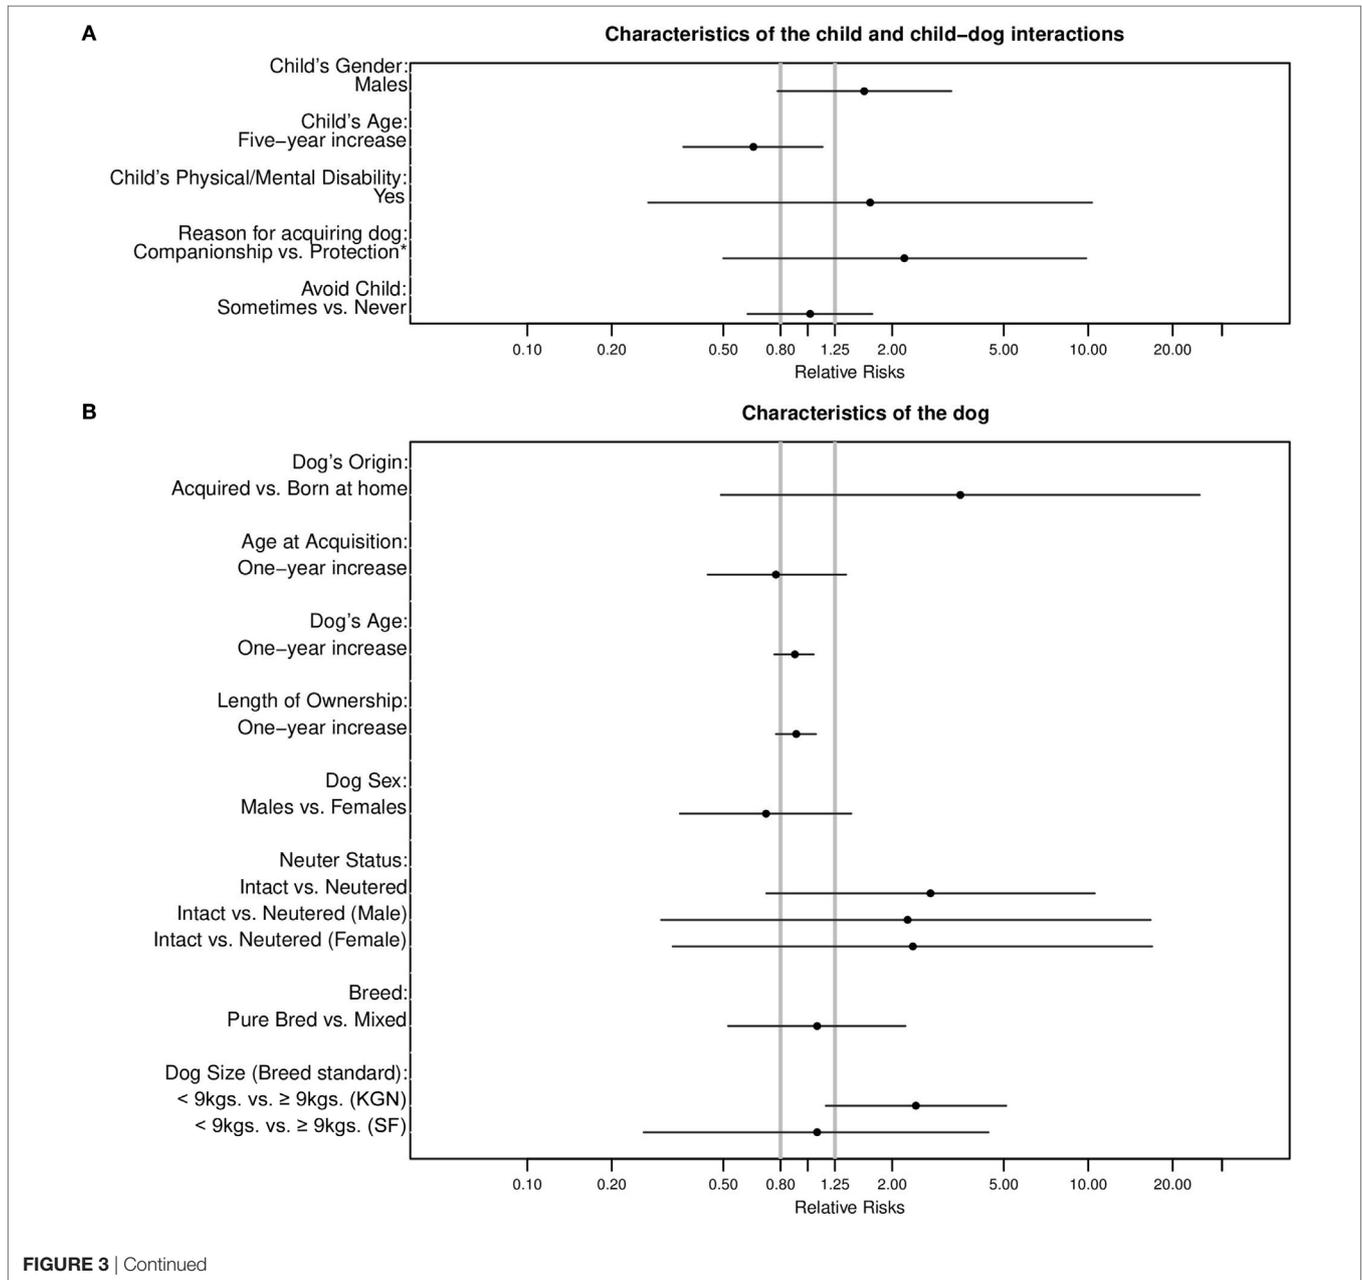 A
Characteristics of the child and child–dog interactions
Child's Gender:
Males
Child's Age:
Five–year increase
Child's Physical/Mental Disability:
Yes
Reason for acquiring dog:
Companionship vs. Protection*
Avoid Child:
Sometimes vs. Never
0.10 0.20 0.50 0.80 1.25 2.00 5.00 10.00 20.00
Relative Risks
B
Characteristics of the dog
Dog's Origin:
Acquired vs. Born at home
Age at Acquisition:
One–year increase
Dog's Age:
One–year increase
Length of Ownership:
One–year increase
Dog Sex:
Males vs. Females
Neuter Status:
Intact vs. Neutered
Intact vs. Neutered (Male)
Intact vs. Neutered (Female)
Breed:
Pure Bred vs. Mixed
Dog Size (Breed standard):
< 9kgs. vs. ≥ 9kgs. (KGN)
< 9kgs. vs. ≥ 9kgs. (SF)
0.10 0.20 0.50 0.80 1.25 2.00 5.00 10.00 20.00
Relative Risks
FIGURE 3 | Continued